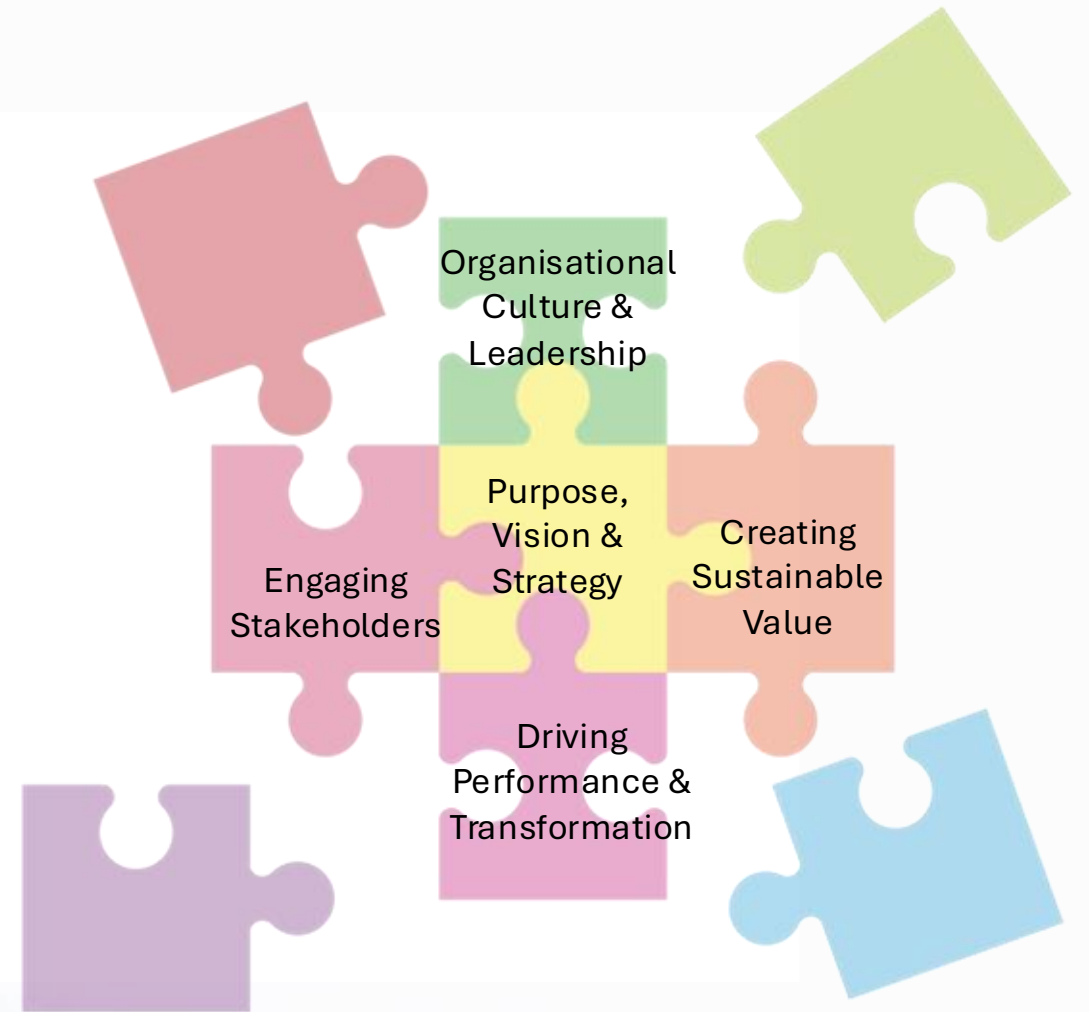 Organisational
Culture &
Leadership
Purpose,
Vision &
Strategy
Creating
Sustainable
Value
Engaging
Stakeholders
Driving
Performance &
Transformation